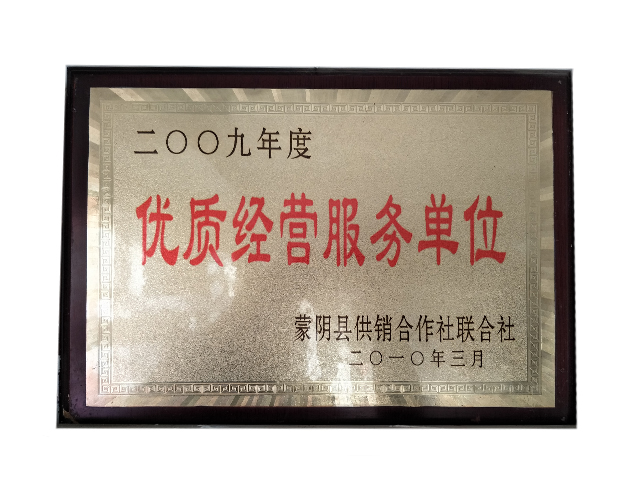 二〇〇九年度
优质经营服务单位
蒙阴县供销合作社联合社
二〇一〇年三月